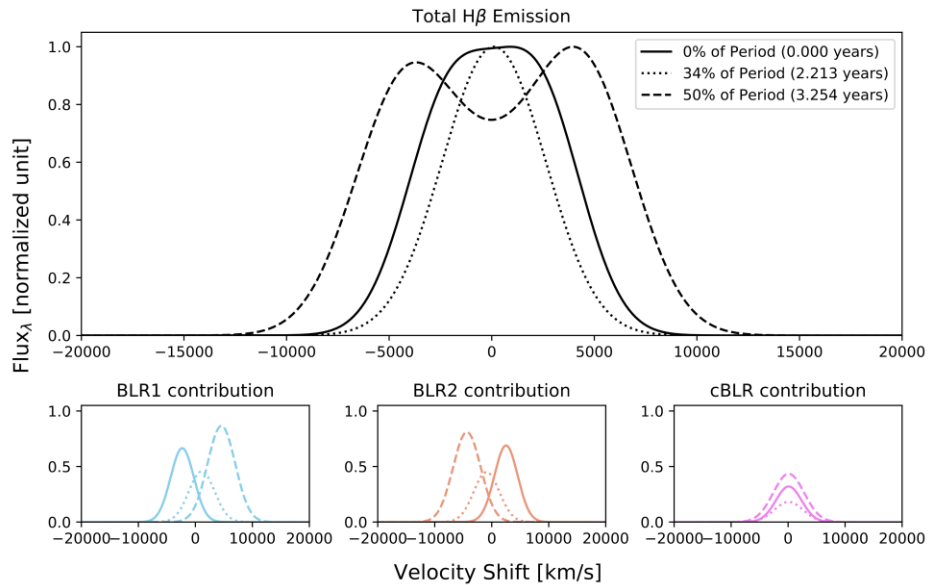 Total Hβ Emission
1.0
0.8
0.6
0.4
0.2
0.0
0% of Period (0.000 years)
34% of Period (2.213 years)
50% of Period (3.254 years)
−20000 −15000 −10000 −5000 0 5000 10000 15000 20000
Flux_λ [normalized unit]
BLR1 contribution
1.0
0.5
0.0
−20000 −10000 0 10000 20000
BLR2 contribution
1.0
0.5
0.0
−20000 −10000 0 10000 20000
cBLR contribution
1.0
0.5
0.0
−20000 −10000 0 10000 20000
Velocity Shift [km/s]